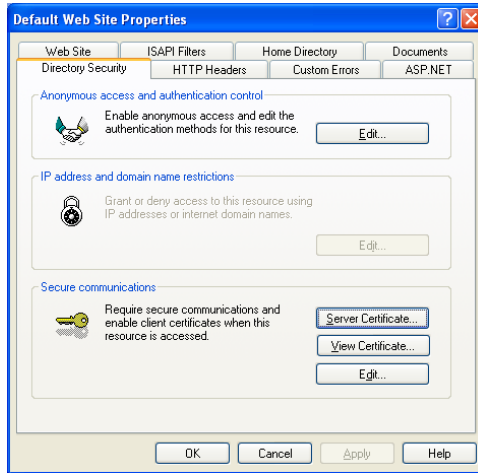 Default Web Site Properties
Web Site ISAPI Filters Home Directory Documents
Directory Security HTTP Headers Custom Errors ASP.NET
Anonymous access and authentication control
Enable anonymous access and edit the
authentication methods for this resource.
Edit...
IP address and domain name restrictions
Grant or deny access to this resource using
IP addresses or internet domain names.
Edit...
Secure communications
Require secure communications and
enable client certificates when this
resource is accessed.
Server Certificate...
View Certificate...
Edit...
OK Cancel Apply Help